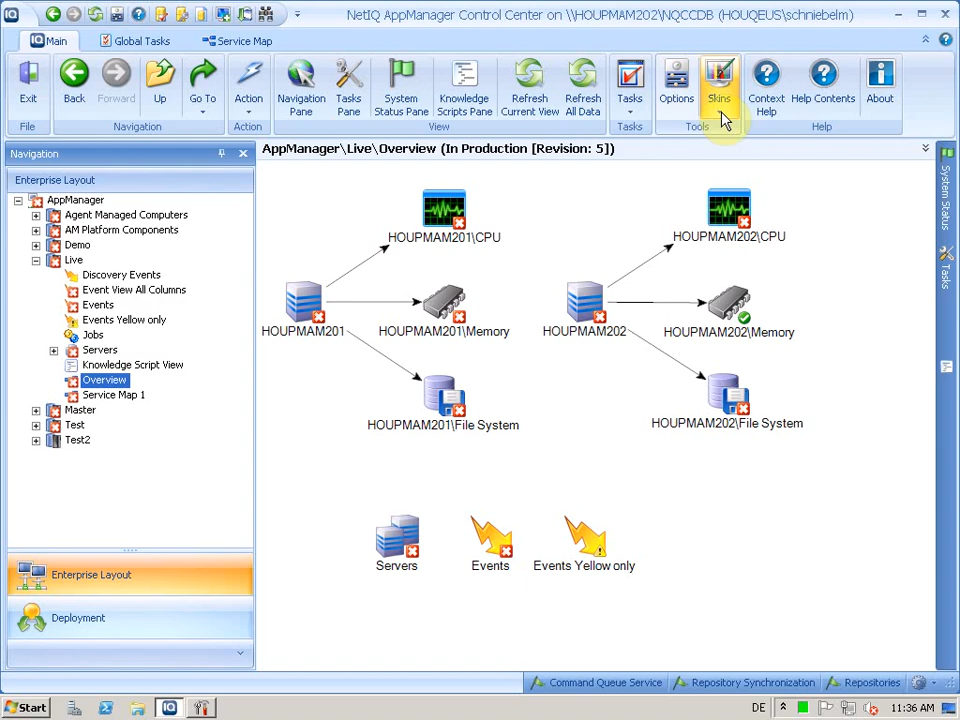 NetIQ AppManager Control Center on \\HOUPMAM202\NQCCDB (HOUQEUS\schniebelm)
Main
Global Tasks
Service Map
Exit
Back
Forward
Up
Go To
Action
Navigation Pane
Tasks Pane
System Status Pane
Knowledge Scripts Pane
Refresh Current View
Refresh All Data
Tasks
Options
Skins
Context Help
Help Contents
About
File
Navigation
Action
View
Tasks
Tools
Help
Navigation
AppManager\Live\Overview (In Production [Revision: 5])
Enterprise Layout
AppManager
Agent Managed Computers
AM Platform Components
Demo
Live
Discovery Events
Event View All Columns
Events
Events Yellow only
Jobs
Servers
Knowledge Script View
Overview
Service Map 1
Master
Test
Test2
Enterprise Layout
Deployment
HOUPMAM201\CPU
HOUPMAM202\CPU
HOUPMAM201
HOUPMAM201\Memory
HOUPMAM202
HOUPMAM202\Memory
HOUPMAM201\File System
HOUPMAM202\File System
Servers
Events
Events Yellow only
System Status
Tasks
Command Queue Service
Repository Synchronization
Repositories
Start
DE
11:36 AM